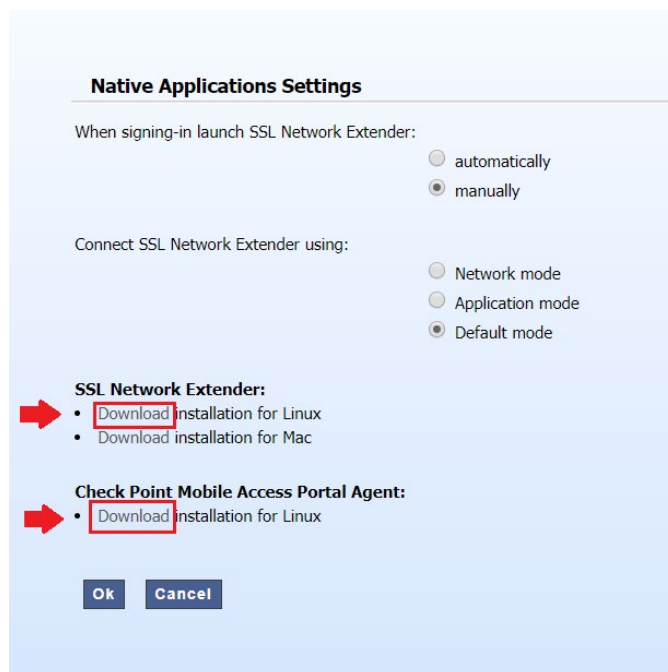 Native Applications Settings
When signing-in launch SSL Network Extender:
automatically
manually
Connect SSL Network Extender using:
Network mode
Application mode
Default mode
SSL Network Extender:
• Download installation for Linux
• Download installation for Mac
Check Point Mobile Access Portal Agent:
• Download installation for Linux
Ok Cancel